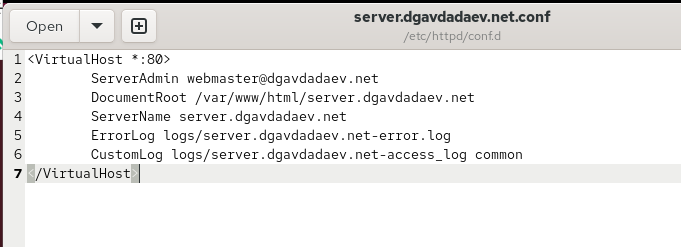 Open
server.dgavdadaev.net.conf
/etc/httpd/conf.d
1 <VirtualHost *:80>
2 ServerAdmin webmaster@dgavdadaev.net
3 DocumentRoot /var/www/html/server.dgavdadaev.net
4 ServerName server.dgavdadaev.net
5 ErrorLog logs/server.dgavdadaev.net-error.log
6 CustomLog logs/server.dgavdadaev.net-access_log common
7 </VirtualHost>